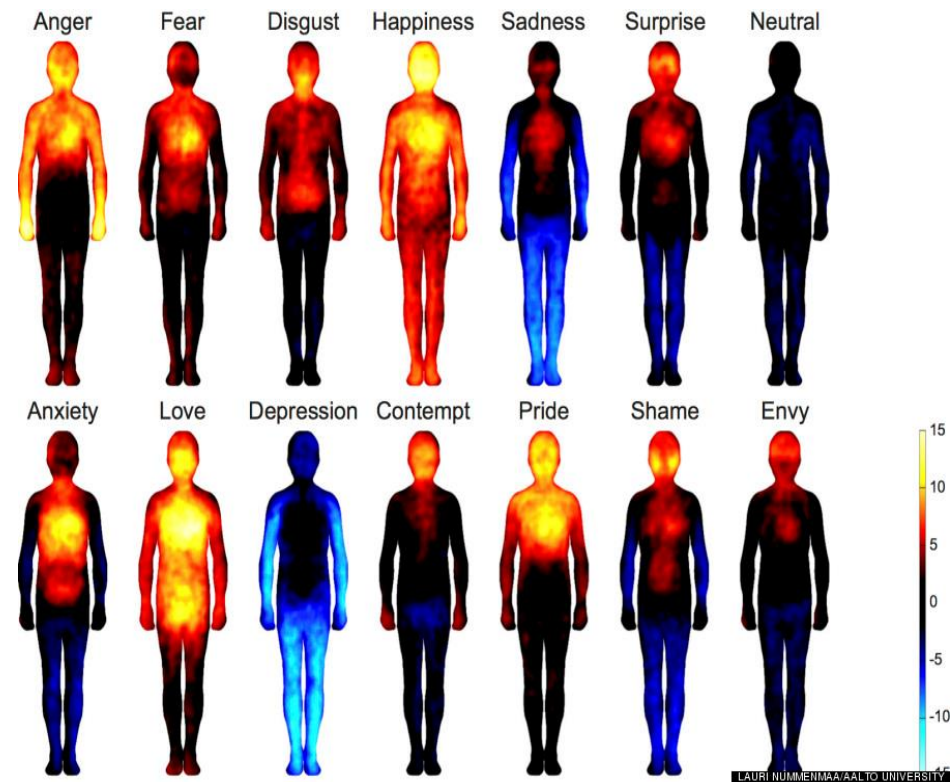 Anger Fear Disgust Happiness Sadness Surprise Neutral
Anxiety Love Depression Contempt Pride Shame Envy
15
10
5
0
-5
-10
-15
LAURI NUMMENMAA/AALTO UNIVERSITY